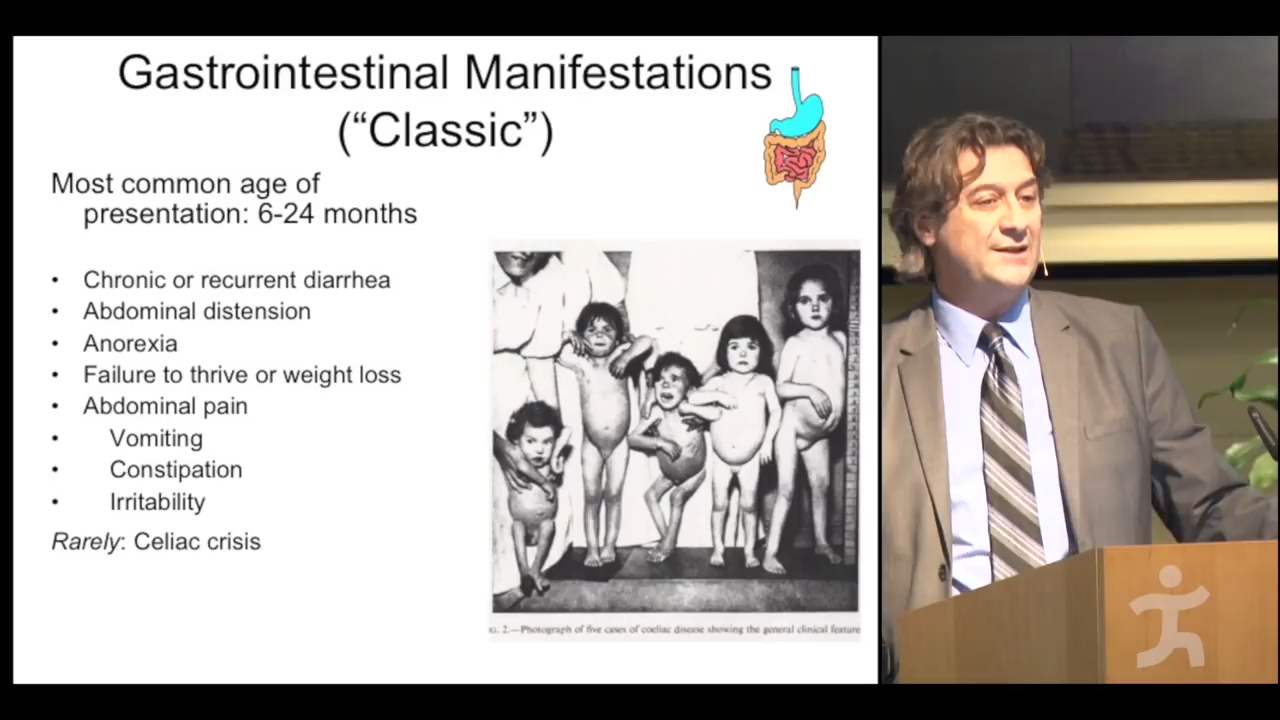 Gastrointestinal Manifestations
(“Classic”)
Most common age of
presentation: 6-24 months
• Chronic or recurrent diarrhea
• Abdominal distension
• Anorexia
• Failure to thrive or weight loss
• Abdominal pain
• Vomiting
• Constipation
• Irritability
Rarely: Celiac crisis
G. 2.—Photograph of five cases of coeliac disease showing the general clinical feature